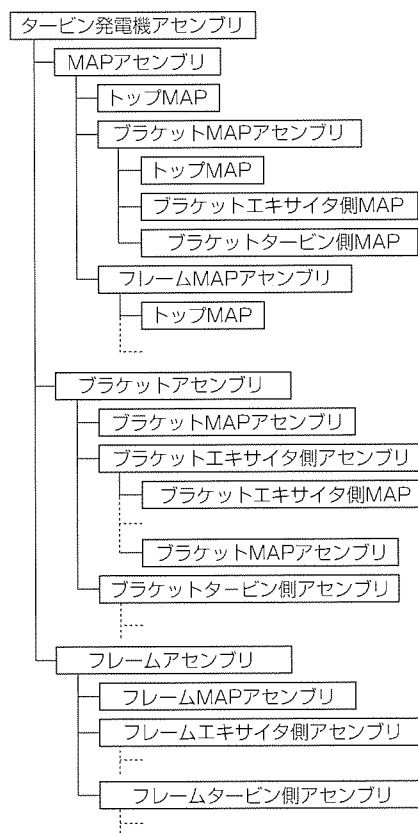 タービン発電機アセンブリ
MAPアセンブリ
トップMAP
ブラケットMAPアセンブリ
トップMAP
ブラケットエキサイタ側MAP
ブラケットタービン側MAP
フレームMAPアセンブリ
トップMAP
ブラケットアセンブリ
ブラケットMAPアセンブリ
ブラケットエキサイタ側アセンブリ
ブラケットエキサイタ側MAP
ブラケットMAPアセンブリ
ブラケットタービン側アセンブリ
フレームアセンブリ
フレームMAPアセンブリ
フレームエキサイタ側アセンブリ
フレームタービン側アセンブリ